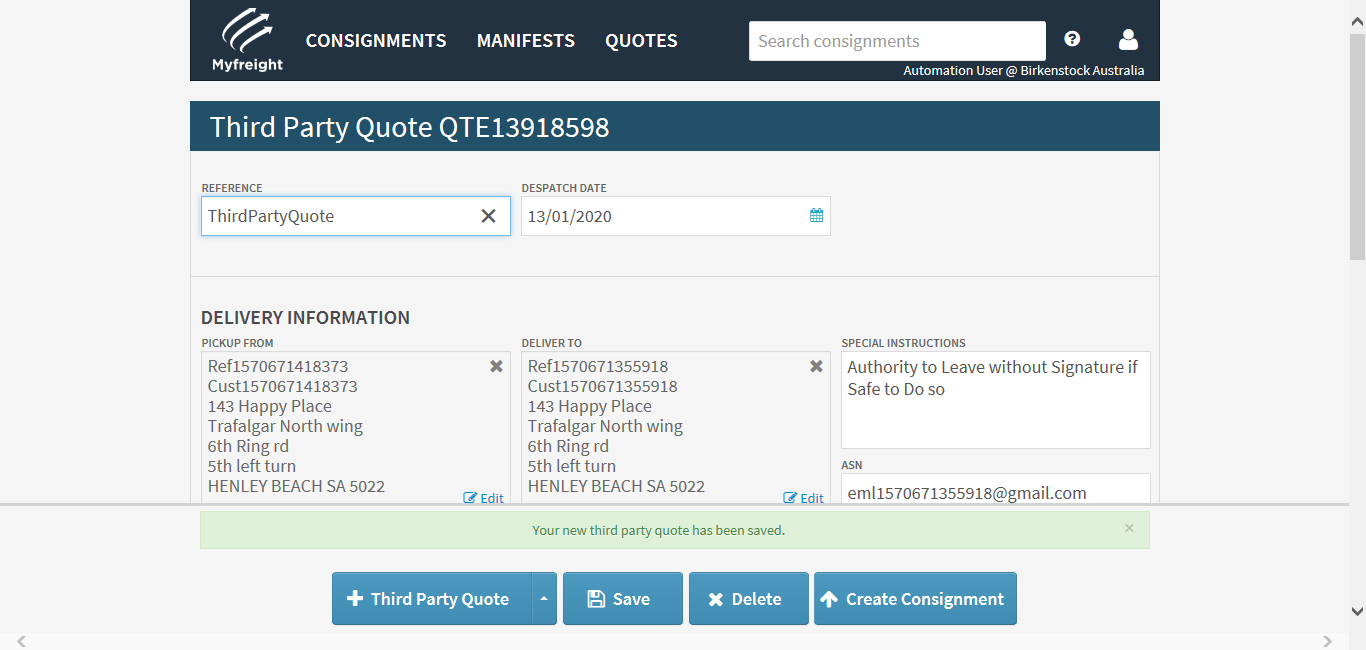 Myfreight
CONSIGNMENTS
MANIFESTS
QUOTES
Search consignments
Automation User @ Birkenstock Australia
Third Party Quote QTE13918598
REFERENCE
ThirdPartyQuote
DESPATCH DATE
13/01/2020
DELIVERY INFORMATION
PICKUP FROM
Ref1570671418373
Cust1570671418373
143 Happy Place
Trafalgar North wing
6th Ring rd
5th left turn
HENLEY BEACH SA 5022
Edit
DELIVER TO
Ref1570671355918
Cust1570671355918
143 Happy Place
Trafalgar North wing
6th Ring rd
5th left turn
HENLEY BEACH SA 5022
Edit
SPECIAL INSTRUCTIONS
Authority to Leave without Signature if
Safe to Do so
ASN
eml1570671355918@gmail.com
Your new third party quote has been saved.
Third Party Quote
Save
Delete
Create Consignment